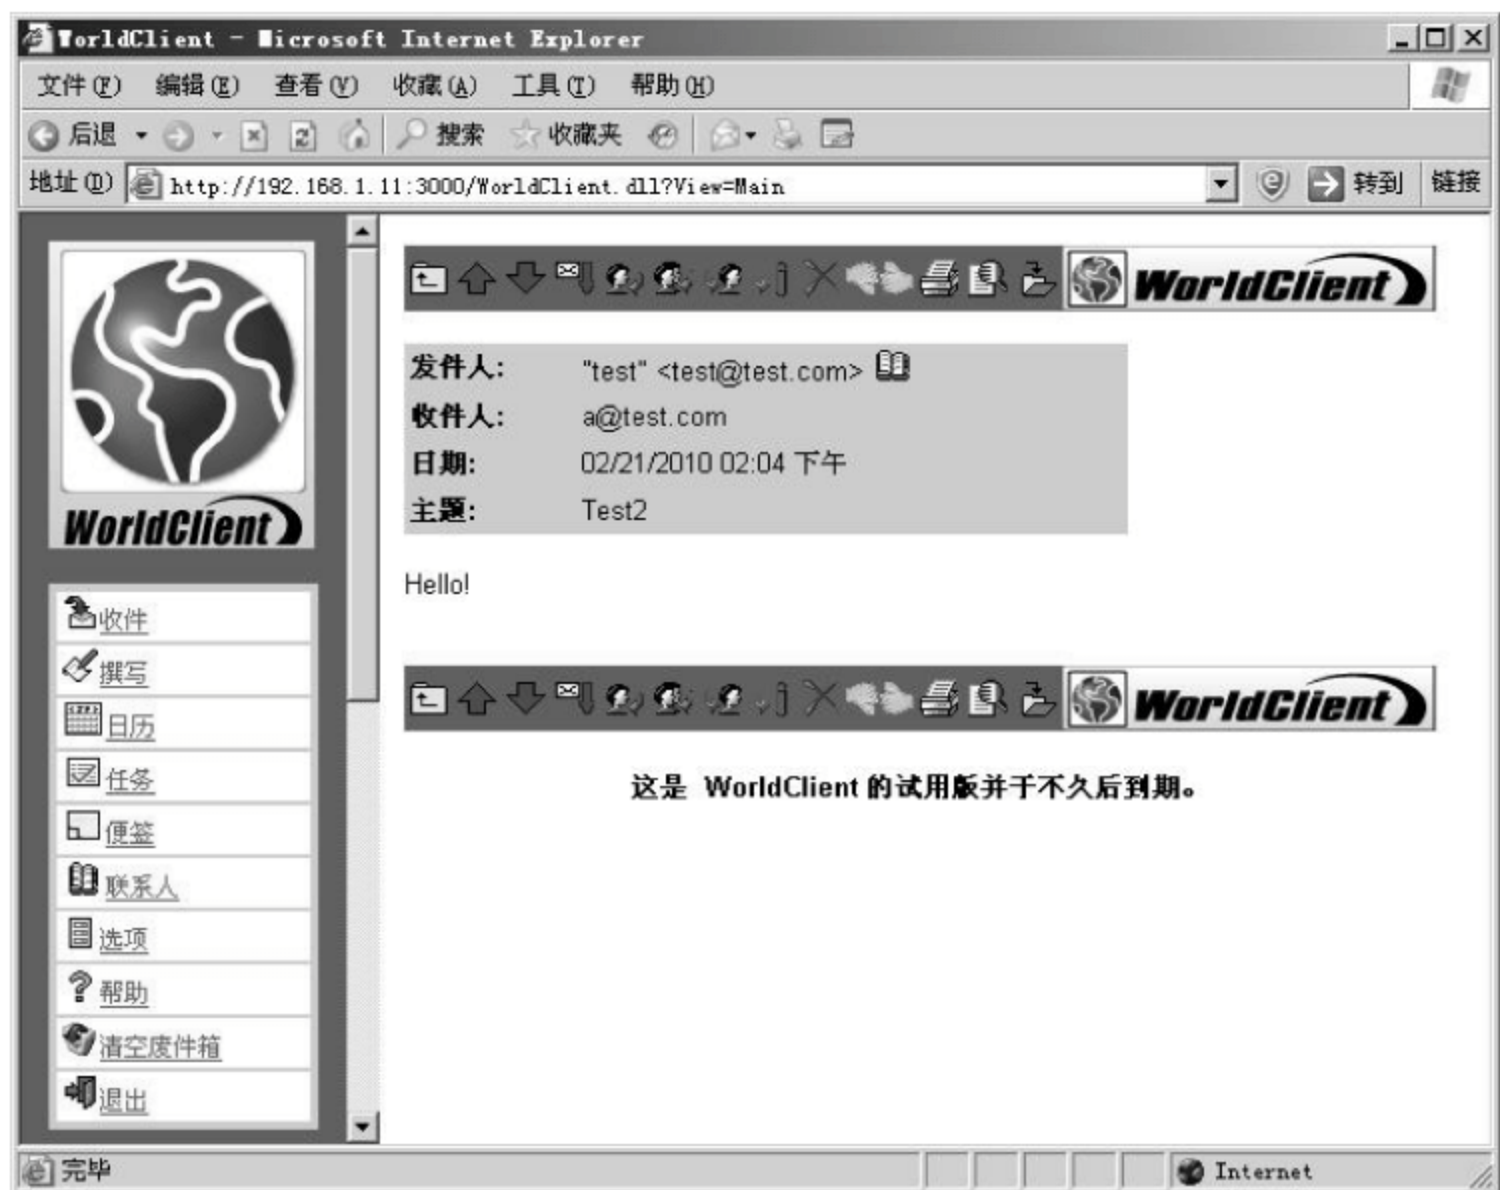 WorldClient - Microsoft Internet Explorer
文件(F) 编辑(E) 查看(V) 收藏(A) 工具(T) 帮助(H)
后退 搜索 收藏夹
地址(D) http://192.168.1.11:3000/WorldClient.dll?View=Main 转到 链接
WorldClient
收件
撰写
日历
任务
便签
联系人
选项
帮助
清空废件箱
退出
WorldClient
发件人: "test" <test@test.com>
收件人: a@test.com
日期: 02/21/2010 02:04 下午
主题: Test2
Hello!
WorldClient
这是 WorldClient 的试用版并于不久后到期。
完毕 Internet